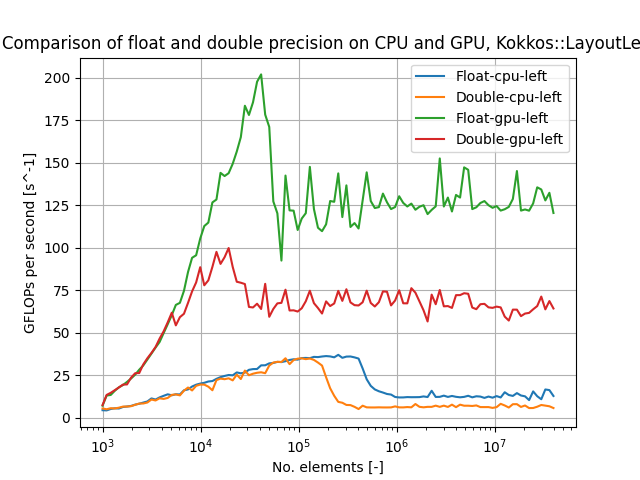 Comparison of float and double precision on CPU and GPU, Kokkos::LayoutLe
Float-cpu-left
Double-cpu-left
Float-gpu-left
Double-gpu-left
GFLOPs per second [s^-1]
200
175
150
125
100
75
50
25
0
10³ 10⁴ 10⁵ 10⁶ 10⁷
No. elements [-]